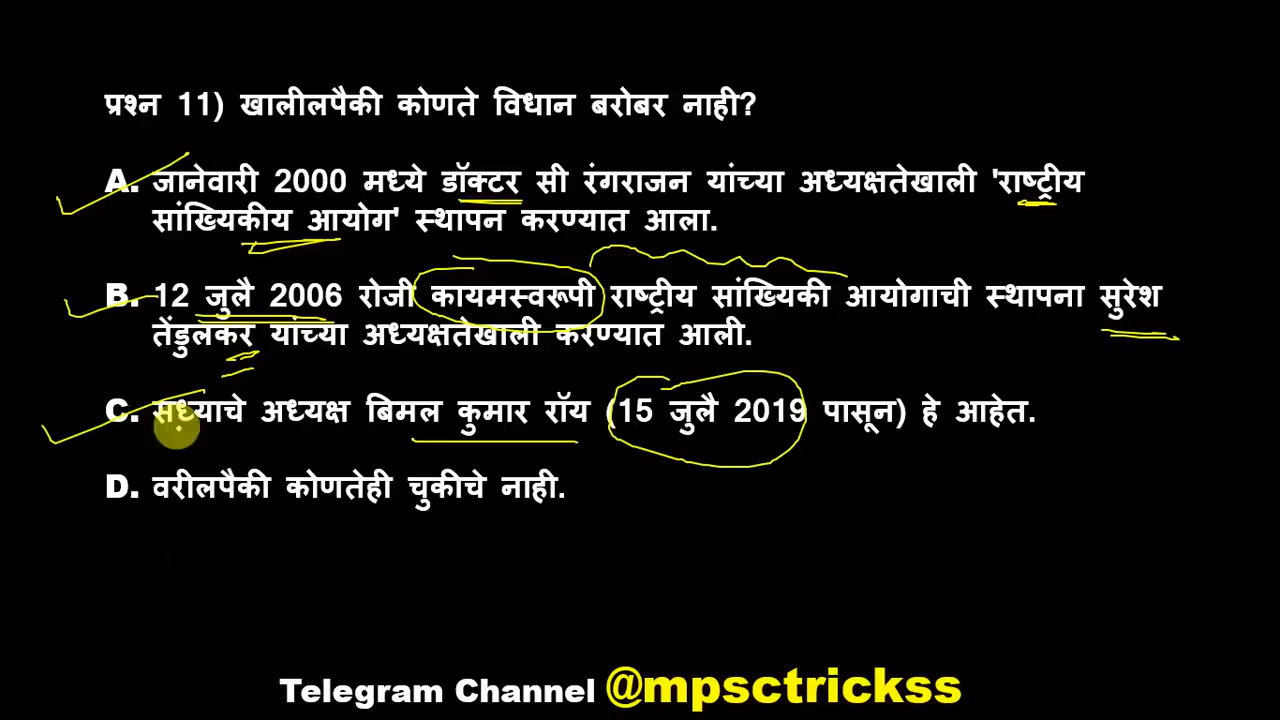 प्रश्न 11) खालीलपैकी कोणते विधान बरोबर नाही?
A. जानेवारी 2000 मध्ये डॉक्टर सी रंगराजन यांच्या अध्यक्षतेखाली 'राष्ट्रीय
सांख्यिकीय आयोग' स्थापन करण्यात आला.
B. 12 जुलै 2006 रोजी कायमस्वरूपी राष्ट्रीय सांख्यिकी आयोगाची स्थापना सुरेश
तेंडुलकर यांच्या अध्यक्षतेखाली करण्यात आली.
C. सध्याचे अध्यक्ष बिमल कुमार रॉय (15 जुलै 2019 पासून) हे आहेत.
D. वरीलपैकी कोणतेही चुकीचे नाही.
Telegram Channel @mpsctrickss